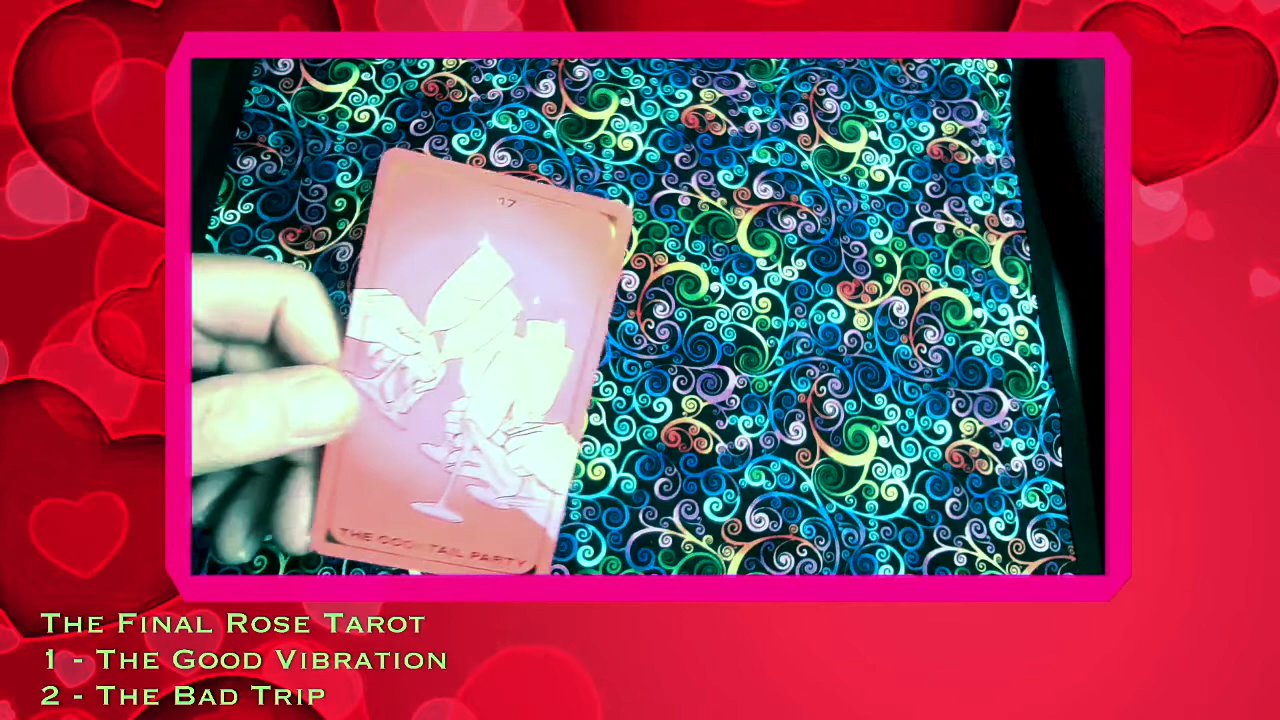 17
THE COCKTAIL PARTY
The Final Rose Tarot
1 - The Good Vibration
2 - The Bad Trip